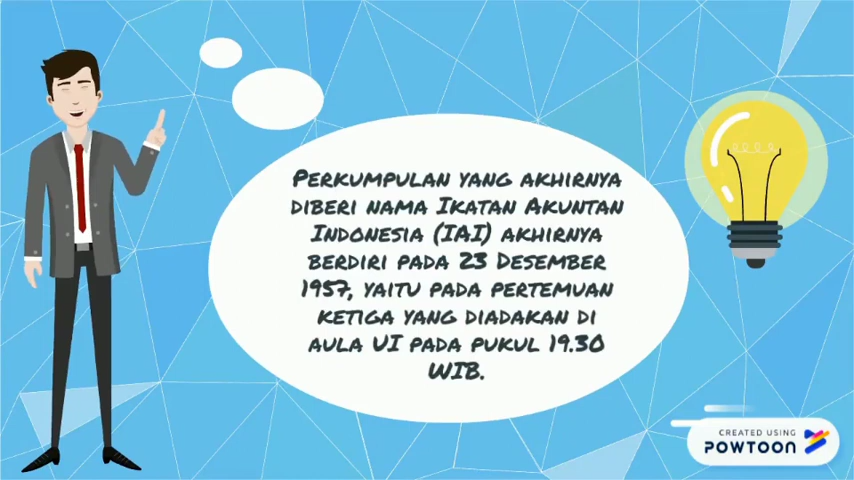 Perkumpulan yang akhirnya
diberi nama Ikatan Akuntan
Indonesia (IAI) akhirnya
berdiri pada 23 Desember
1957, yaitu pada pertemuan
ketiga yang diadakan di
aula UI pada pukul 19.30
WIB.
CREATED USING
POWTOON